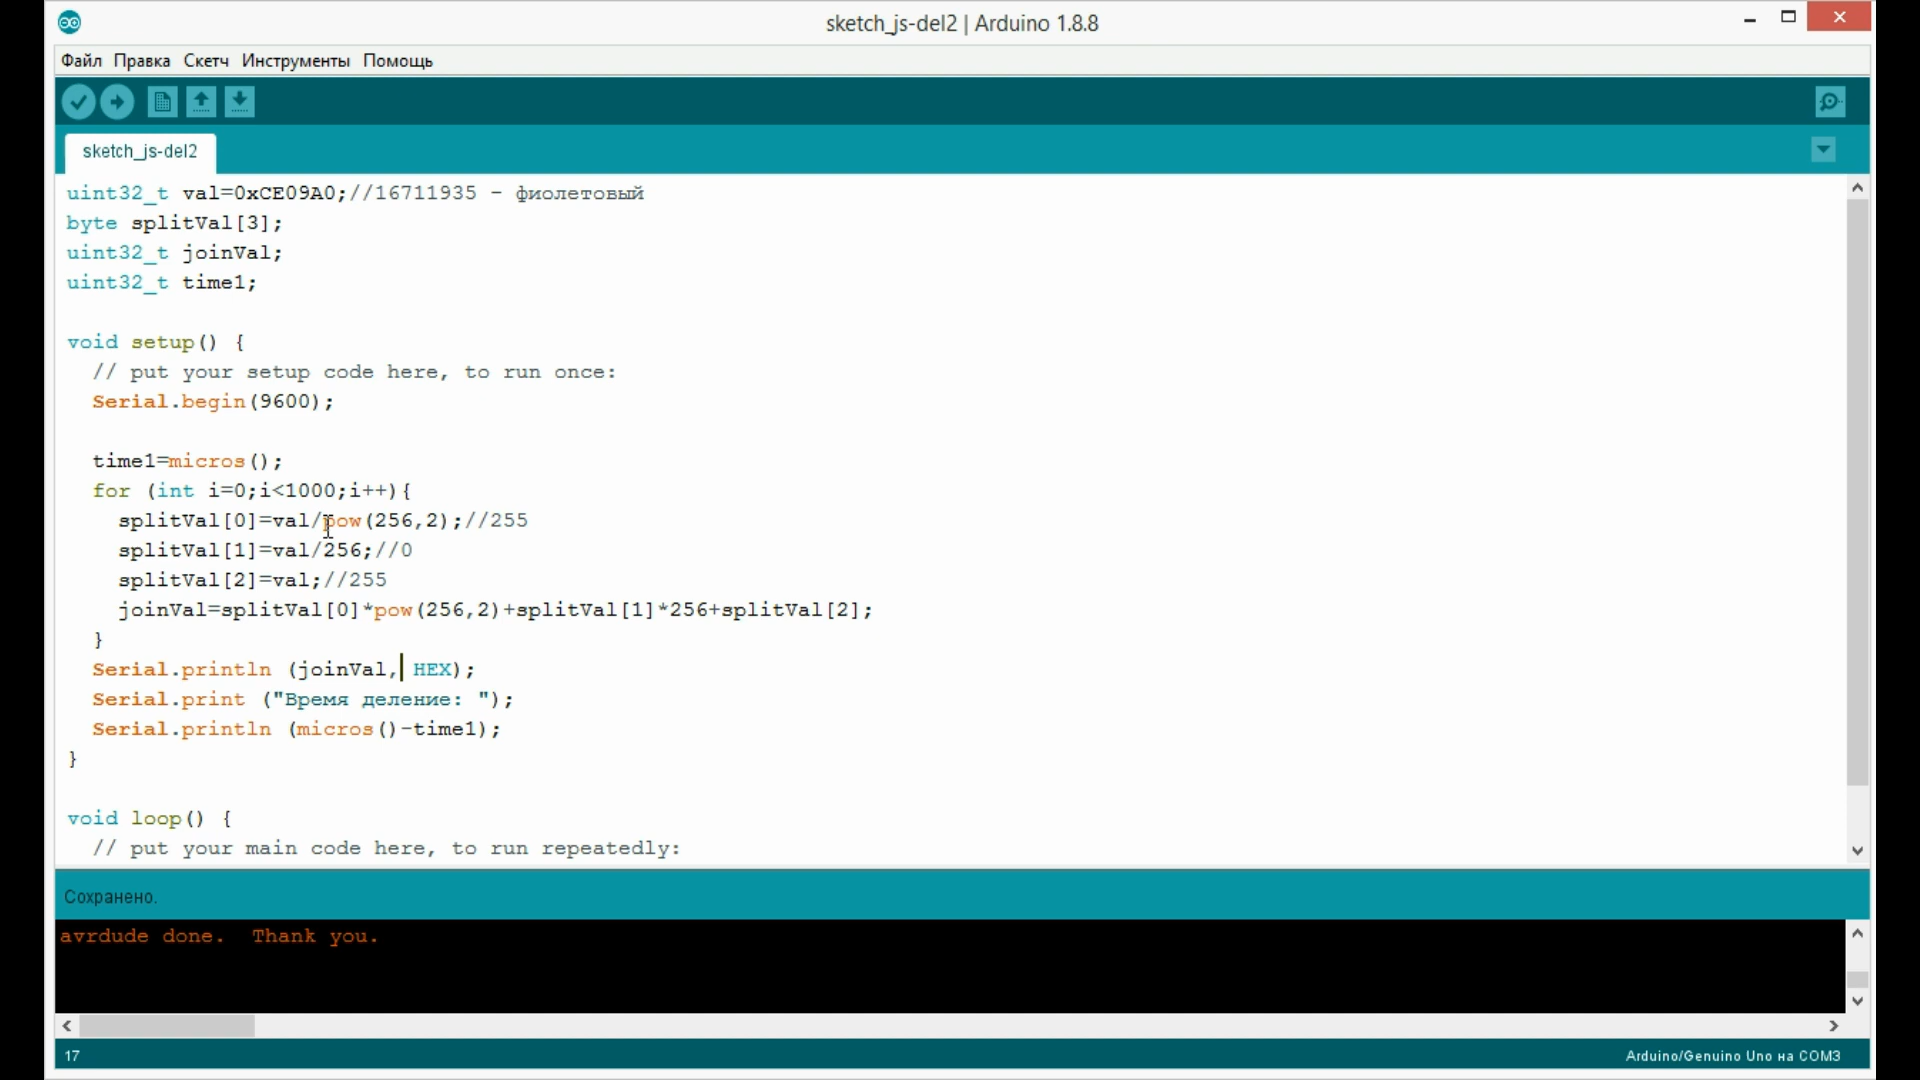 sketch_js-del2 | Arduino 1.8.8
Файл Правка Скетч Инструменты Помощь
sketch_js-del2
uint32_t val=0xCE09A0;//16711935 - фиолетовый
byte splitVal[3];
uint32_t joinVal;
uint32_t time1;
void setup() {
// put your setup code here, to run once:
Serial.begin(9600);
time1=micros();
for (int i=0;i<1000;i++){
splitVal[0]=val/pow(256,2);//255
splitVal[1]=val/256;//0
splitVal[2]=val;//255
joinVal=splitVal[0]*pow(256,2)+splitVal[1]*256+splitVal[2];
}
Serial.println (joinVal, HEX);
Serial.print ("Время деление: ");
Serial.println (micros()-time1);
}
void loop() {
// put your main code here, to run repeatedly:
Сохранено.
avrdude done.  Thank you.
17
Arduino/Genuino Uno на COM3